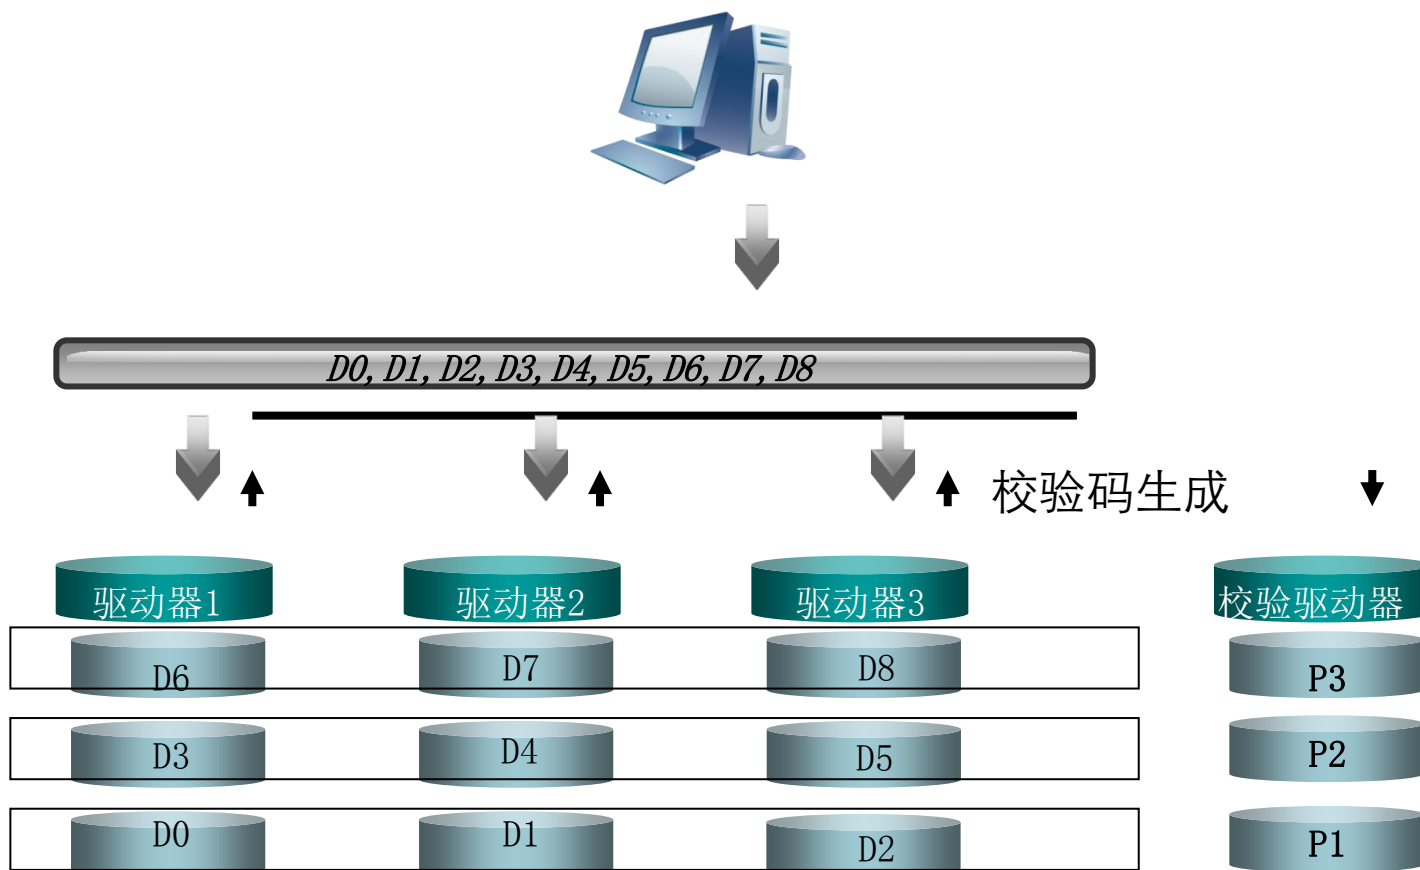 D0, D1, D2, D3, D4, D5, D6, D7, D8
校验码生成
驱动器1 驱动器2 驱动器3 校验驱动器
D6 D7 D8 P3
D3 D4 D5 P2
D0 D1 D2 P1